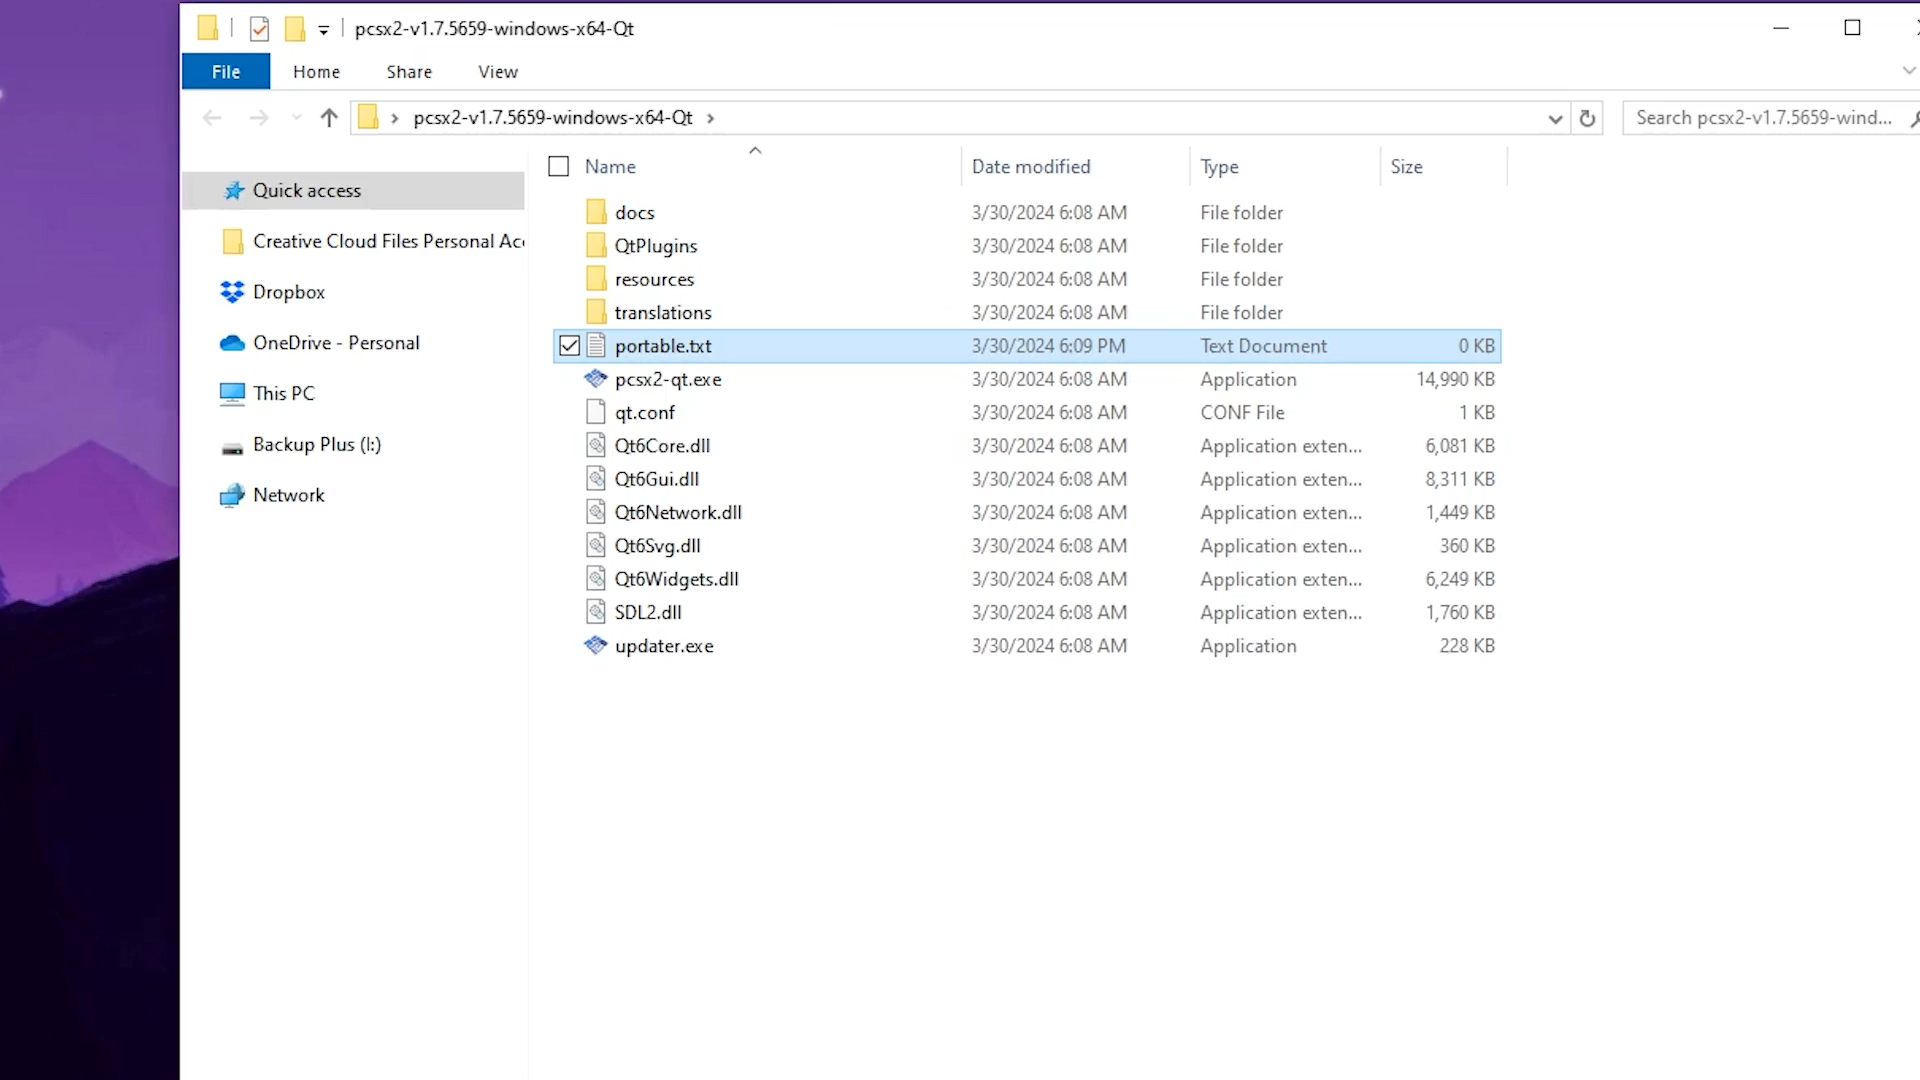 pcsx2-v1.7.5659-windows-x64-Qt
File Home Share View
pcsx2-v1.7.5659-windows-x64-Qt
Search pcsx2-v1.7.5659-wind...
Quick access
Creative Cloud Files Personal Acc
Dropbox
OneDrive - Personal
This PC
Backup Plus (I:)
Network
Name Date modified Type Size
docs 3/30/2024 6:08 AM File folder
QtPlugins 3/30/2024 6:08 AM File folder
resources 3/30/2024 6:08 AM File folder
translations 3/30/2024 6:08 AM File folder
portable.txt 3/30/2024 6:09 PM Text Document 0 KB
pcsx2-qt.exe 3/30/2024 6:08 AM Application 14,990 KB
qt.conf 3/30/2024 6:08 AM CONF File 1 KB
Qt6Core.dll 3/30/2024 6:08 AM Application exten... 6,081 KB
Qt6Gui.dll 3/30/2024 6:08 AM Application exten... 8,311 KB
Qt6Network.dll 3/30/2024 6:08 AM Application exten... 1,449 KB
Qt6Svg.dll 3/30/2024 6:08 AM Application exten... 360 KB
Qt6Widgets.dll 3/30/2024 6:08 AM Application exten... 6,249 KB
SDL2.dll 3/30/2024 6:08 AM Application exten... 1,760 KB
updater.exe 3/30/2024 6:08 AM Application 228 KB